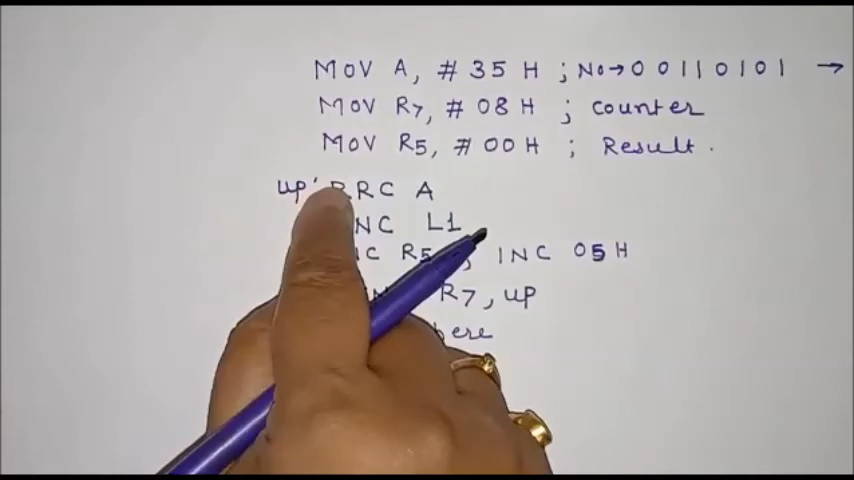 MOV A, # 35 H ; No→ 0 0 1 1 0 1 0 1 →
MOV R7, # 08 H ; Counter
MOV R5, # 00 H ; Result.
up: RRC A
NC L1
C R5 ; INC 05H
R7, up
here